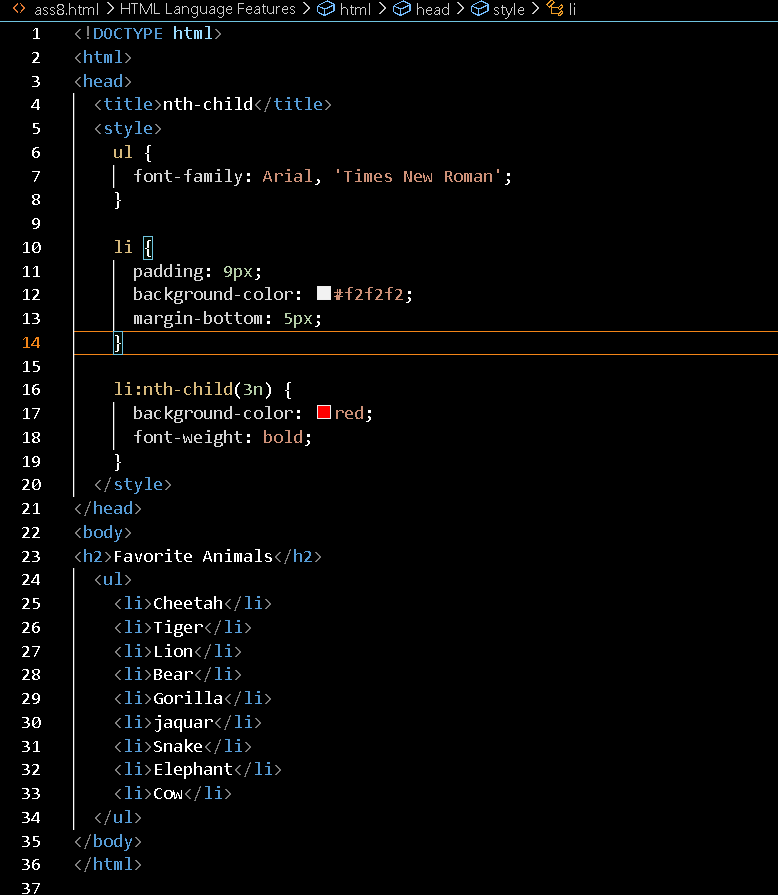 ass8.html > HTML Language Features > html > head > style > li
1 <!DOCTYPE html>
2 <html>
3 <head>
4   <title>nth-child</title>
5   <style>
6     ul {
7       font-family: Arial, 'Times New Roman';
8     }
9
10     li {
11       padding: 9px;
12       background-color: #f2f2f2;
13       margin-bottom: 5px;
14     }
15
16     li:nth-child(3n) {
17       background-color: red;
18       font-weight: bold;
19     }
20   </style>
21 </head>
22 <body>
23 <h2>Favorite Animals</h2>
24   <ul>
25     <li>Cheetah</li>
26     <li>Tiger</li>
27     <li>Lion</li>
28     <li>Bear</li>
29     <li>Gorilla</li>
30     <li>jaquar</li>
31     <li>Snake</li>
32     <li>Elephant</li>
33     <li>Cow</li>
34   </ul>
35 </body>
36 </html>
37